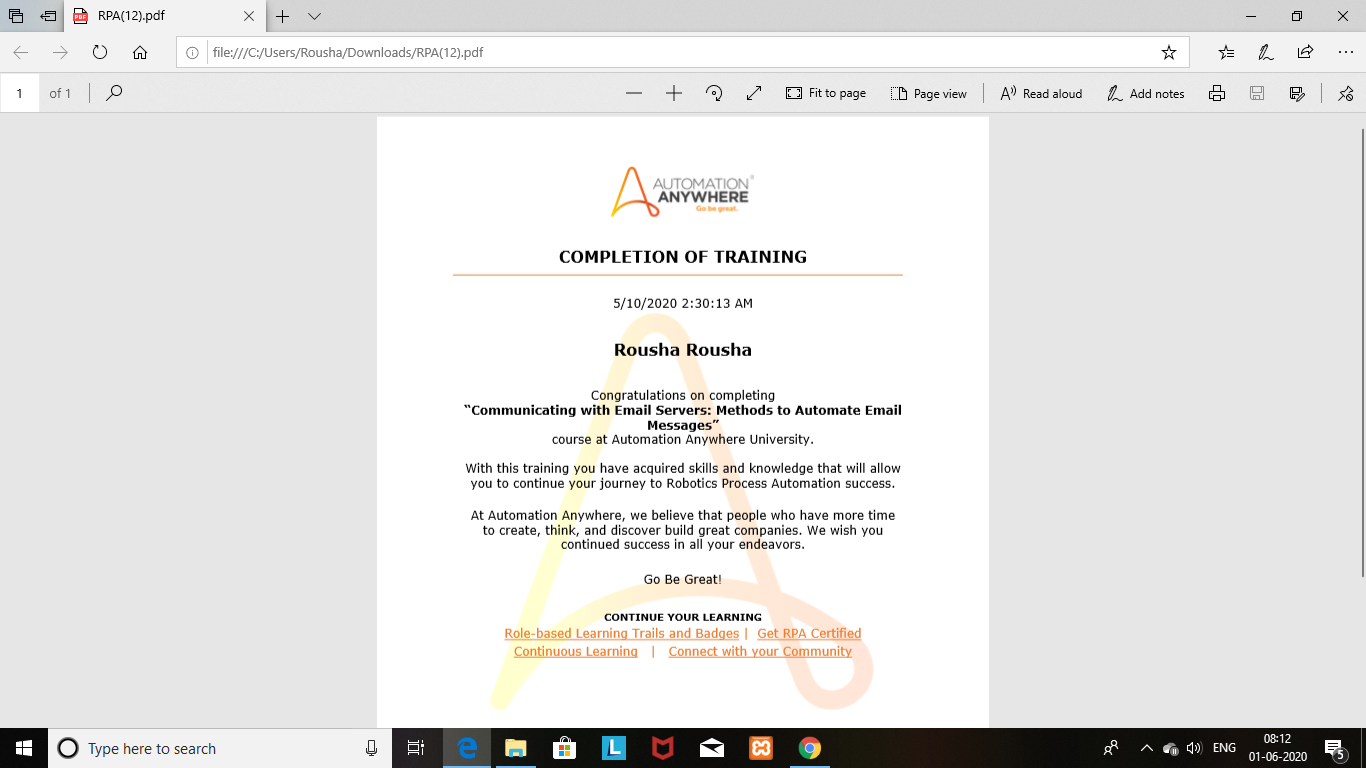 RPA(12).pdf
file:///C:/Users/Rousha/Downloads/RPA(12).pdf
1 of 1
Fit to page
Page view
Read aloud
Add notes
AUTOMATION®
ANYWHERE
Go be great.
COMPLETION OF TRAINING
5/10/2020 2:30:13 AM
Rousha Rousha
Congratulations on completing
“Communicating with Email Servers: Methods to Automate Email
Messages”
course at Automation Anywhere University.
With this training you have acquired skills and knowledge that will allow
you to continue your journey to Robotics Process Automation success.
At Automation Anywhere, we believe that people who have more time
to create, think, and discover build great companies. We wish you
continued success in all your endeavors.
Go Be Great!
CONTINUE YOUR LEARNING
Role-based Learning Trails and Badges | Get RPA Certified
Continuous Learning | Connect with your Community
Type here to search
L
ENG
08:12
01-06-2020
5